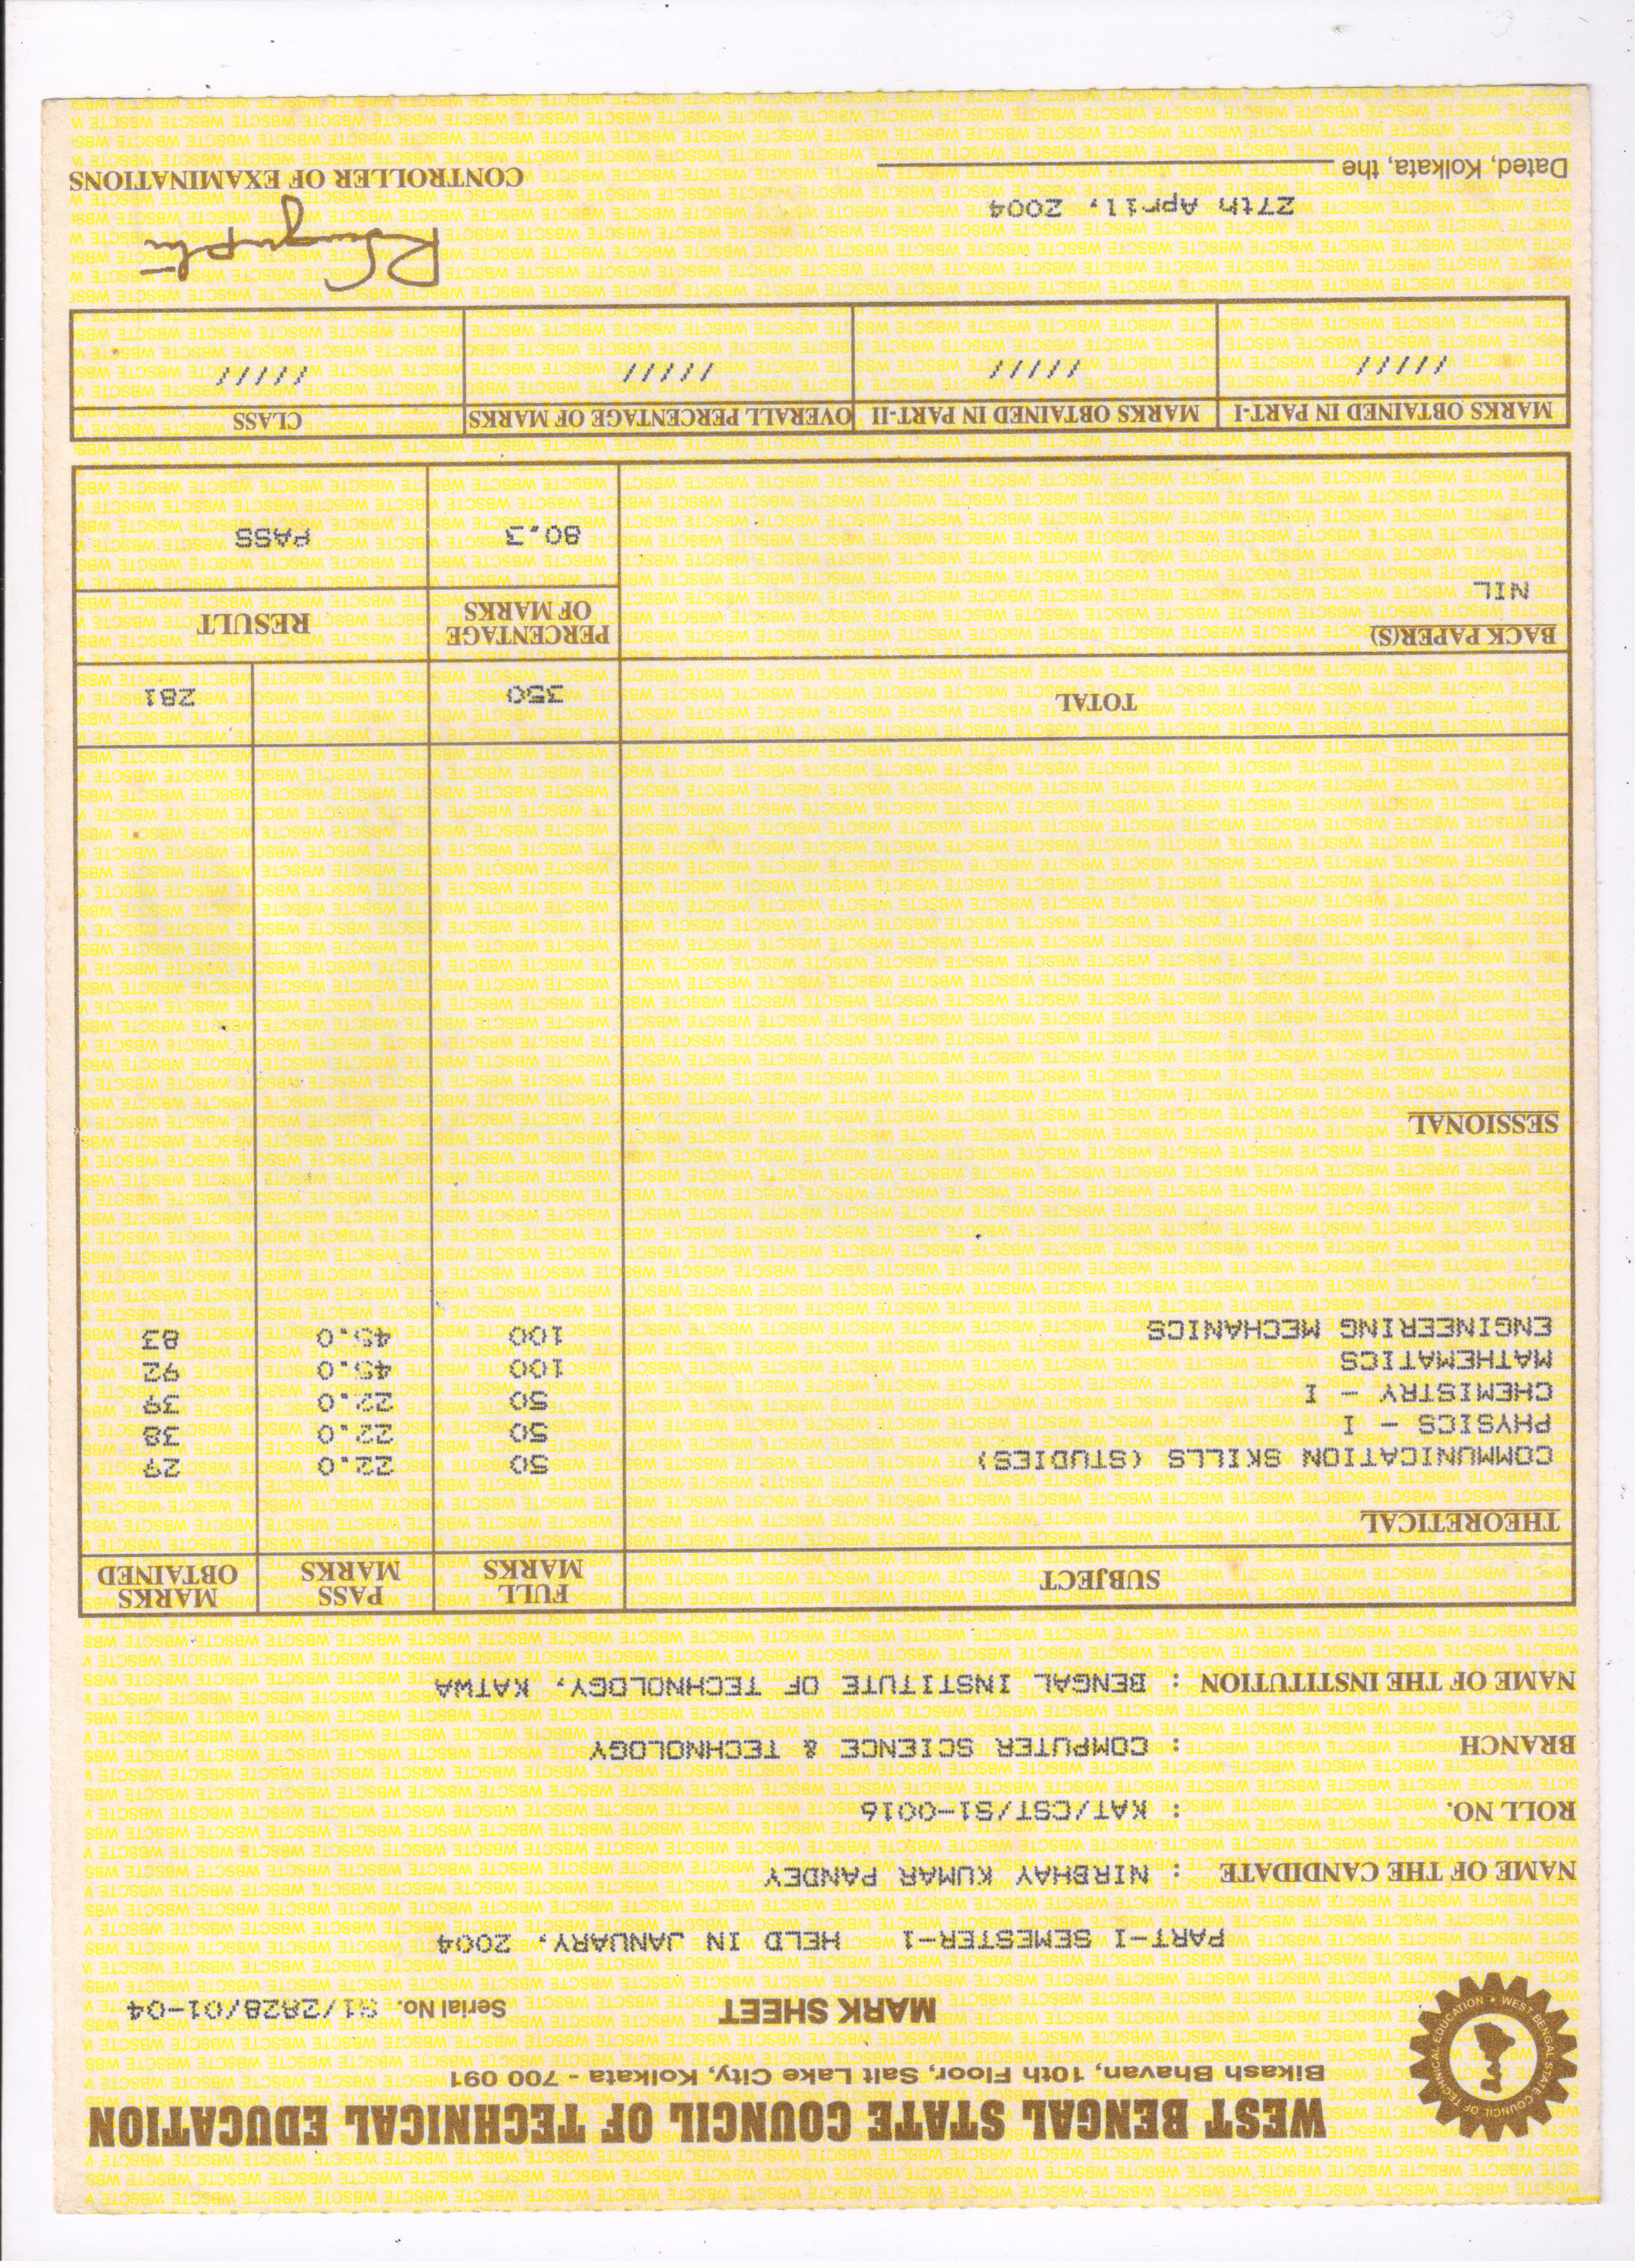 WEST BENGAL STATE COUNCIL OF TECHNICAL EDUCATION
Bikash Bhavan, 10th Floor, Salt Lake City, Kolkata - 700 091
WEST BENGAL STATE COUNCIL OF TECHNICAL EDUCATION
MARK SHEET Serial No. S1/2828/01-04
PART-I SEMESTER-1 HELD IN JANUARY, 2004
NAME OF THE CANDIDATE : NIRBHAY KUMAR PANDEY
ROLL NO. : KAT/CST/S1-0016
BRANCH : COMPUTER SCIENCE & TECHNOLOGY
NAME OF THE INSTITUTION : BENGAL INSTITUTE OF TECHNOLOGY, KATWA
SUBJECT FULL MARKS PASS MARKS MARKS OBTAINED
THEORETICAL
COMMUNICATION SKILLS (STUDIES) 50 22.0 29
PHYSICS - I 50 22.0 38
CHEMISTRY - I 50 22.0 39
MATHEMATICS 100 45.0 92
ENGINEERING MECHANICS 100 45.0 83
SESSIONAL
TOTAL 350 281
BACK PAPER(S) PERCENTAGE OF MARKS RESULT
NIL 80.3 PASS
MARKS OBTAINED IN PART-I MARKS OBTAINED IN PART-II OVERALL PERCENTAGE OF MARKS CLASS
///// ///// ///// /////
27th April, 2004
Dated, Kolkata, the CONTROLLER OF EXAMINATIONS